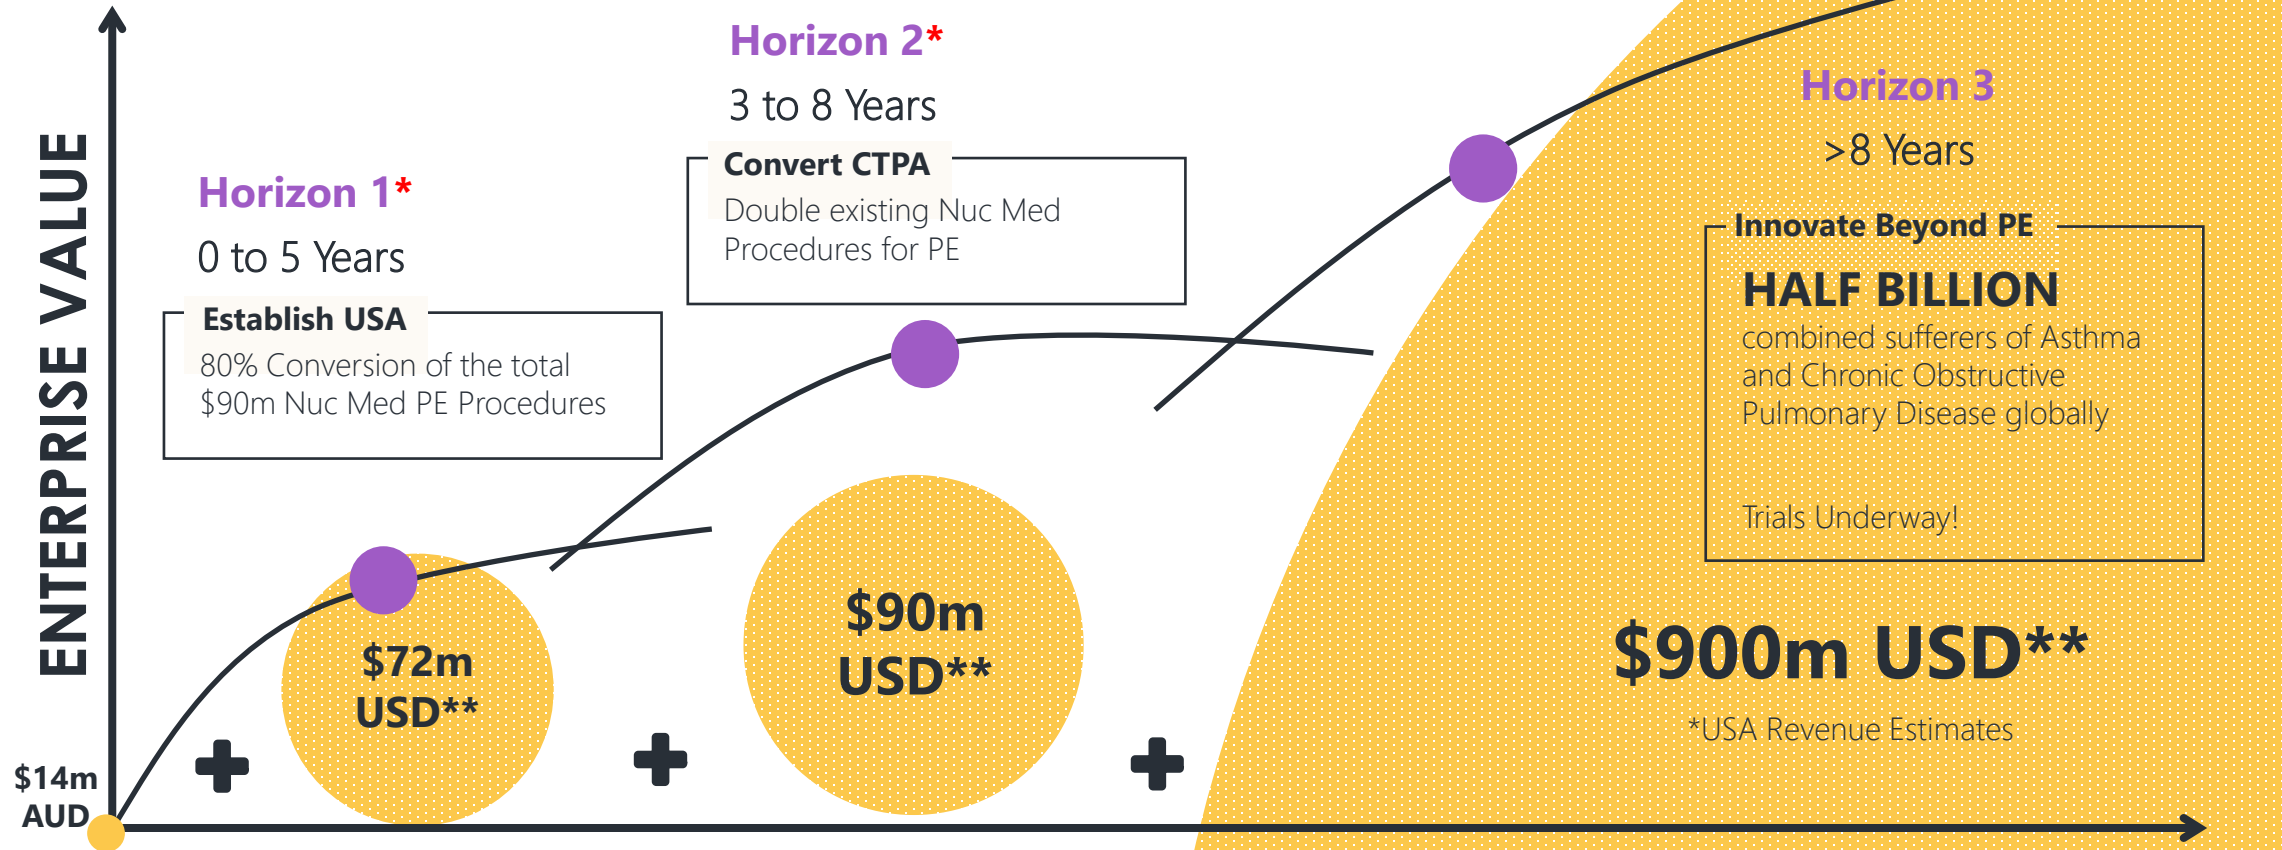 ENTERPRISE VALUE
$14m
AUD
Horizon 1*
0 to 5 Years
Establish USA
80% Conversion of the total
$90m Nuc Med PE Procedures
$72m
USD**
Horizon 2*
3 to 8 Years
Convert CTPA
Double existing Nuc Med
Procedures for PE
$90m
USD**
Horizon 3
>8 Years
Innovate Beyond PE
HALF BILLION
combined sufferers of Asthma
and Chronic Obstructive
Pulmonary Disease globally
Trials Underway!
$900m USD**
*USA Revenue Estimates